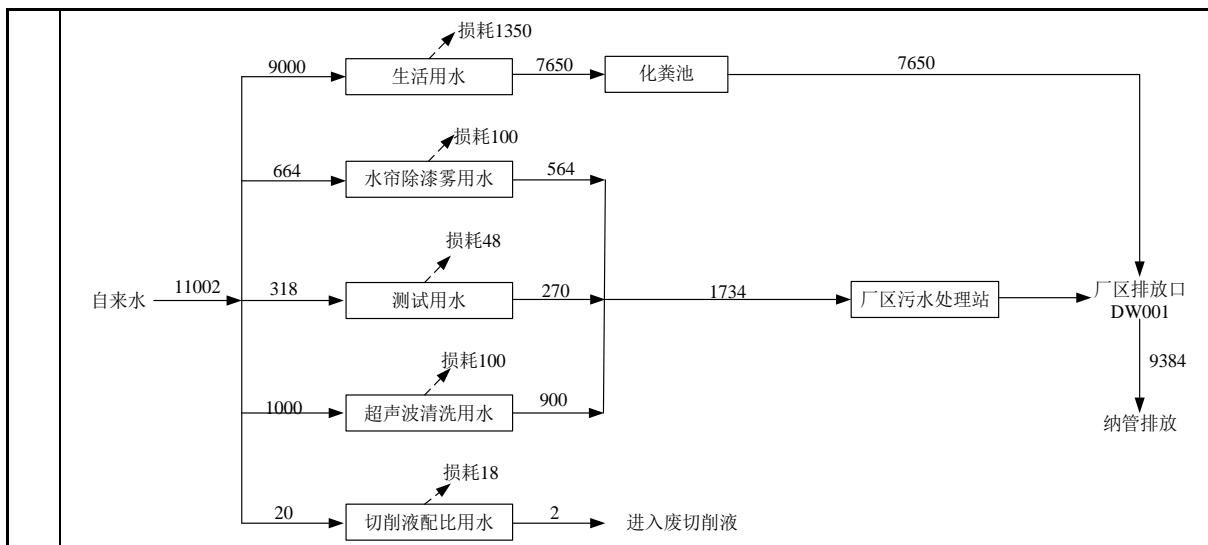 损耗1350
9000
生活用水
7650
化粪池
7650
损耗100
664
水帘除漆雾用水
564
损耗48
自来水
11002
318
测试用水
270
1734
厂区污水处理站
厂区排放口
DW001
损耗100
1000
超声波清洗用水
900
9384
纳管排放
损耗18
20
切削液配比用水
2
进入废切削液